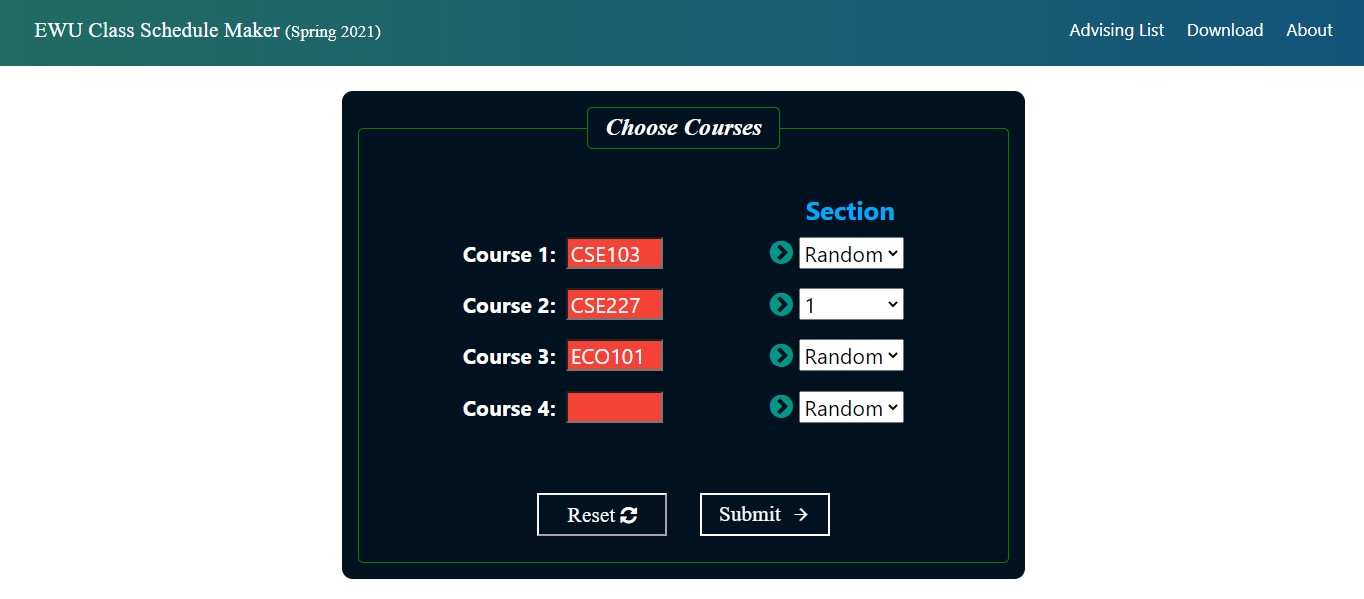 EWU Class Schedule Maker (Spring 2021) Advising List Download About
Choose Courses
Section
Course 1: CSE103 Random
Course 2: CSE227 1
Course 3: ECO101 Random
Course 4: Random
Reset Submit